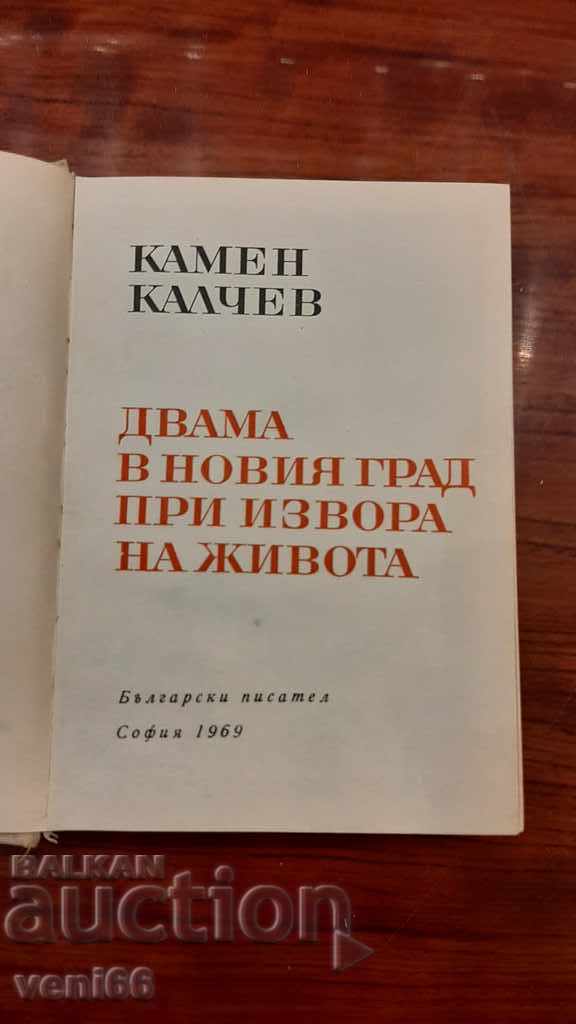 КАМЕН
КАЛЧЕВ
ДВАМА
В НОВИЯ ГРАД
ПРИ ИЗВОРА
НА ЖИВОТА
Български писател
София 1969
BALKAN
auction
veni66